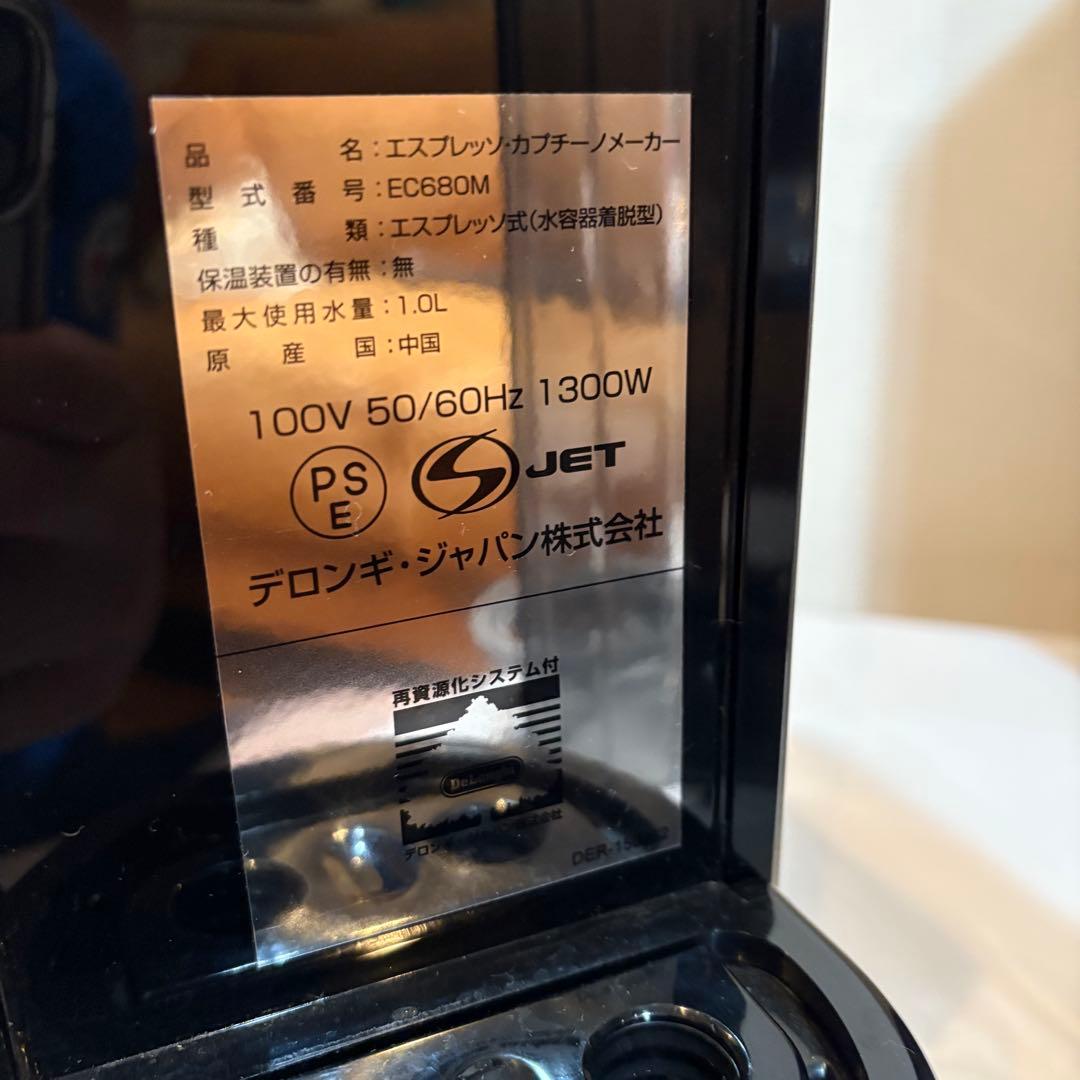 品名：エスプレッソ・カプチーノメーカー
型式番号：EC680M
種類：エスプレッソ式（水容器着脱型）
保温装置の有無：無
最大使用水量：1.0L
原産国：中国
100V 50/60Hz 1300W
PS
E
JET
デロンギ・ジャパン株式会社
再資源化システム付
DeLonghi